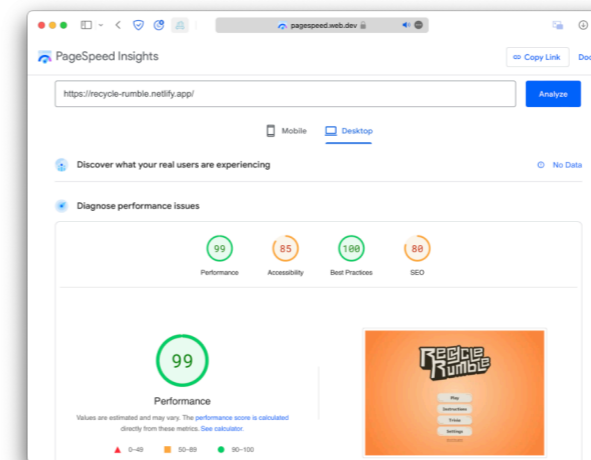 pagespeed.web.dev
PageSpeed Insights
Copy Link
Doc
https://recycle-rumble.netlify.app/
Analyze
Mobile
Desktop
Discover what your real users are experiencing
No Data
Diagnose performance issues
99
85
100
80
Performance
Accessibility
Best Practices
SEO
99
Performance
Values are estimated and may vary. The performance score is calculated
directly from these metrics. See calculator.
0–49
50–89
90–100
Recycle
Rumble
Play
Instructions
Trivia
Settings